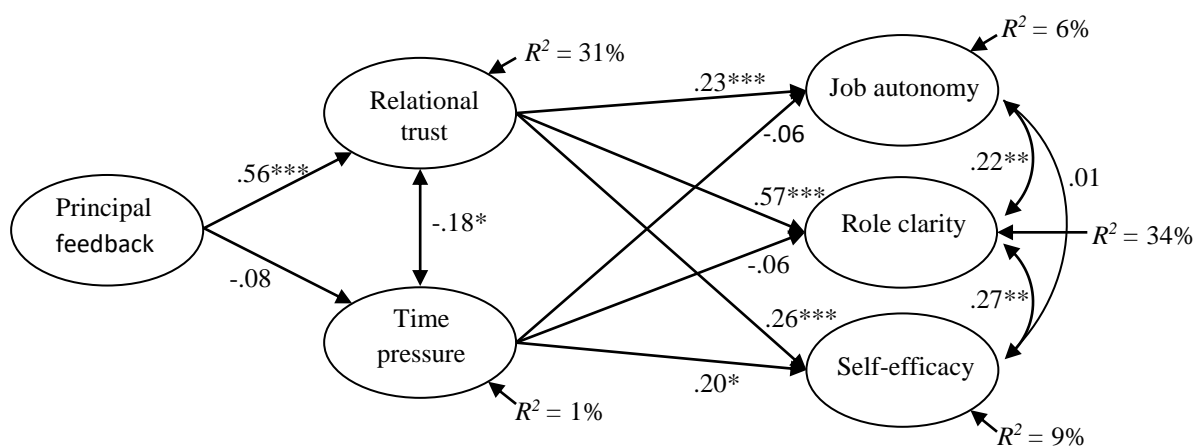 R² = 6%
R² = 31%
Job autonomy
Relational
trust
.23***
-.06
.56***
.22**
.01
Principal
feedback
.57***
Role clarity
-.18*
R² = 34%
-.08
-.06
.27**
Time
pressure
.26***
Self-efficacy
.20*
R² = 1%
R² = 9%